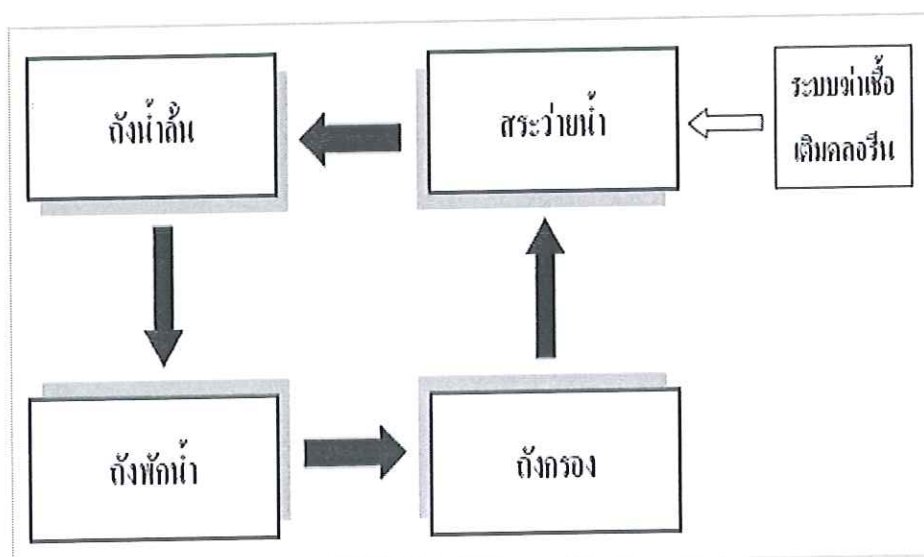 ถังน้ำล้น
สระว่ายน้ำ
ระบบฆ่าเชื้อ
เติมคลอรีน
ถังพักน้ำ
ถังกรอง